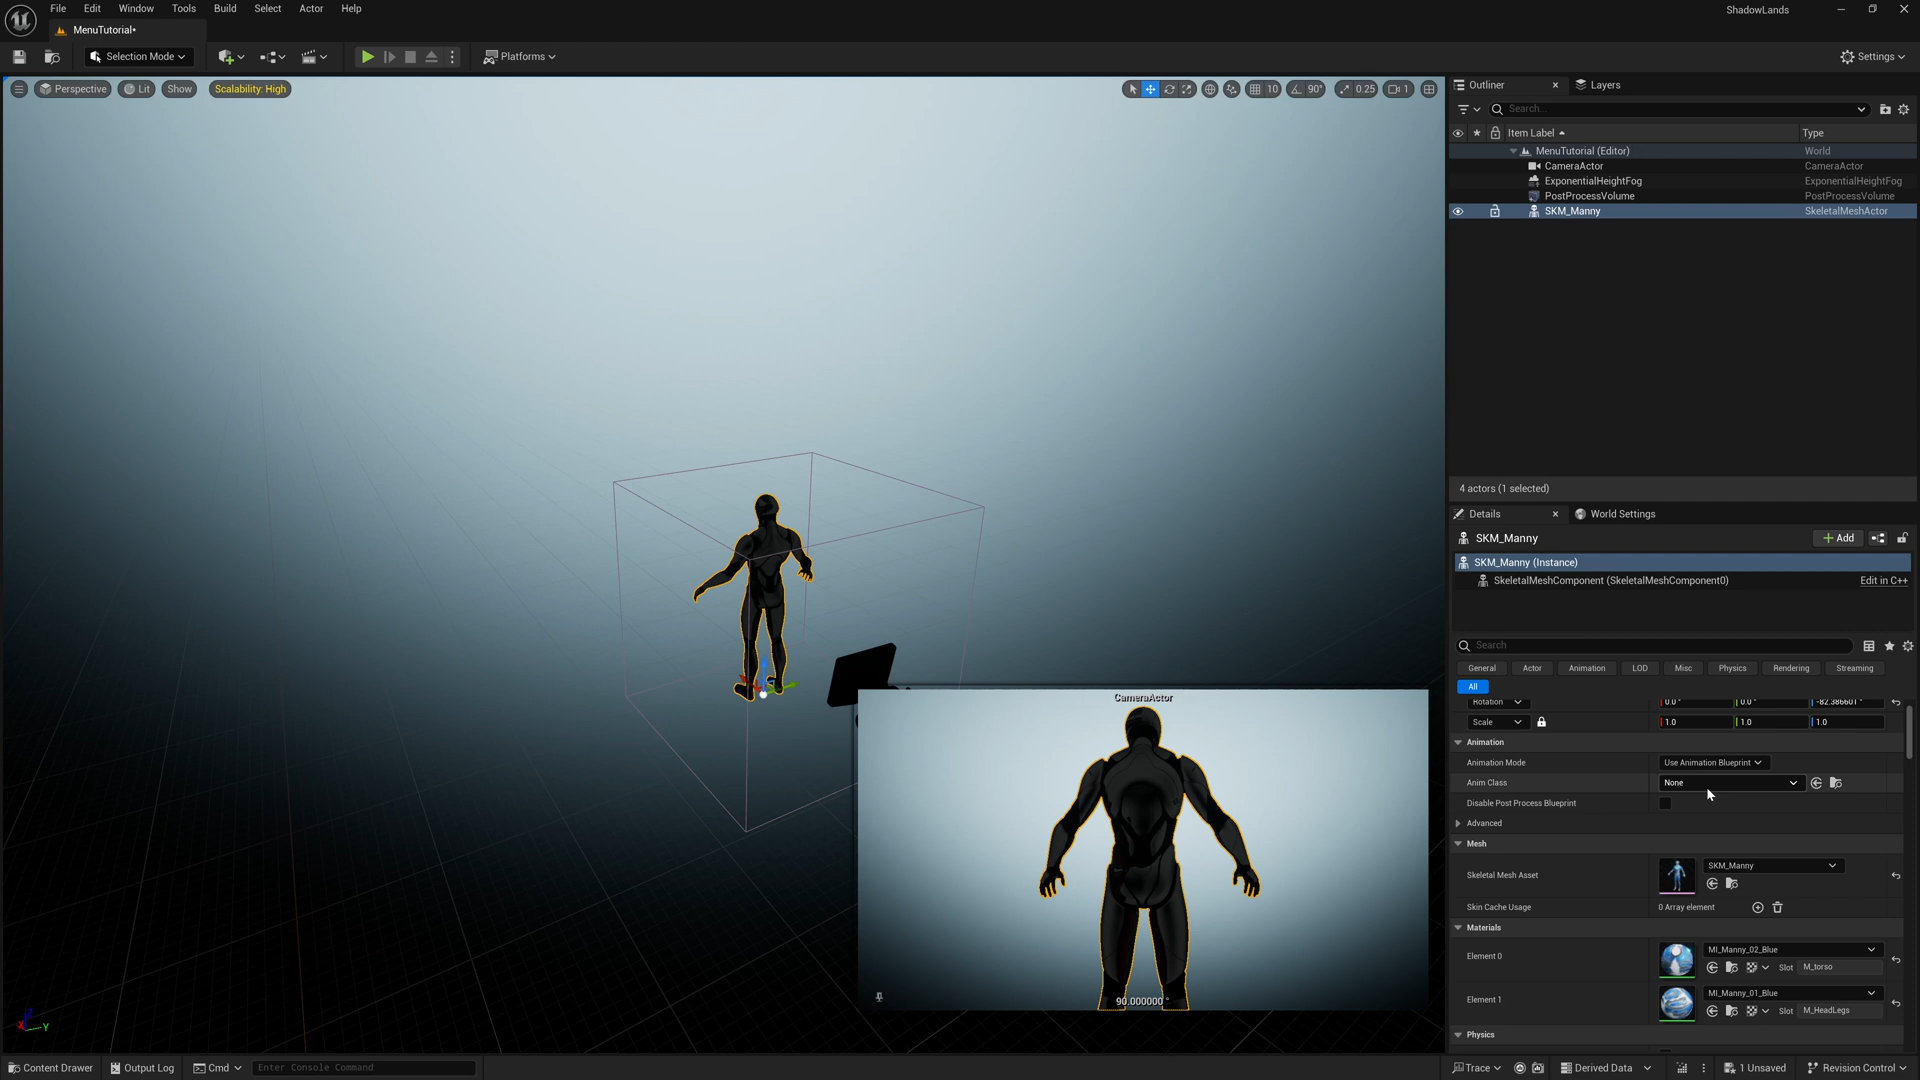 File Edit Window Tools Build Select Actor Help
ShadowLands
MenuTutorial•
Selection Mode
Platforms
Settings
Perspective
Lit
Show
Scalability: High
10
90°
0.25
1
Outliner
Layers
Search...
Item Label
Type
MenuTutorial (Editor) World
CameraActor CameraActor
ExponentialHeightFog ExponentialHeightFog
PostProcessVolume PostProcessVolume
SKM_Manny SkeletalMeshActor
4 actors (1 selected)
Details
World Settings
SKM_Manny
Add
SKM_Manny (Instance)
SkeletalMeshComponent (SkeletalMeshComponent0)
Edit in C++
Search
General Actor Animation LOD Misc Physics Rendering Streaming
All
Rotation 0.0 ° 0.0 ° -82.386601 °
Scale 1.0 1.0 1.0
Animation
Animation Mode Use Animation Blueprint
Anim Class None
Disable Post Process Blueprint
Advanced
Mesh
Skeletal Mesh Asset SKM_Manny
Skin Cache Usage 0 Array element
Materials
Element 0 MI_Manny_02_Blue
Slot M_torso
Element 1 MI_Manny_01_Blue
Slot M_HeadLegs
Physics
CameraActor
90.000000 °
X
Y
Content Drawer
Output Log
Cmd
Enter Console Command
Trace
Derived Data
1 Unsaved
Revision Control